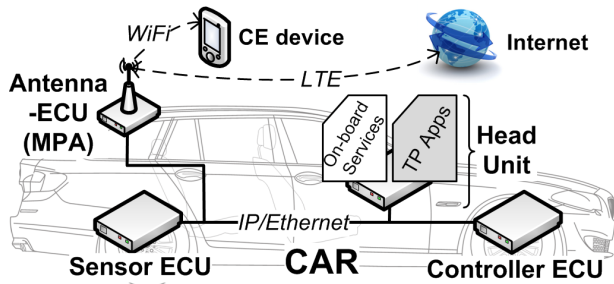 WiFi
CE device
Internet
LTE
Antenna
-ECU
(MPA)
On-board
Services
TP Apps
Head
Unit
IP/Ethernet
Sensor ECU
CAR
Controller ECU